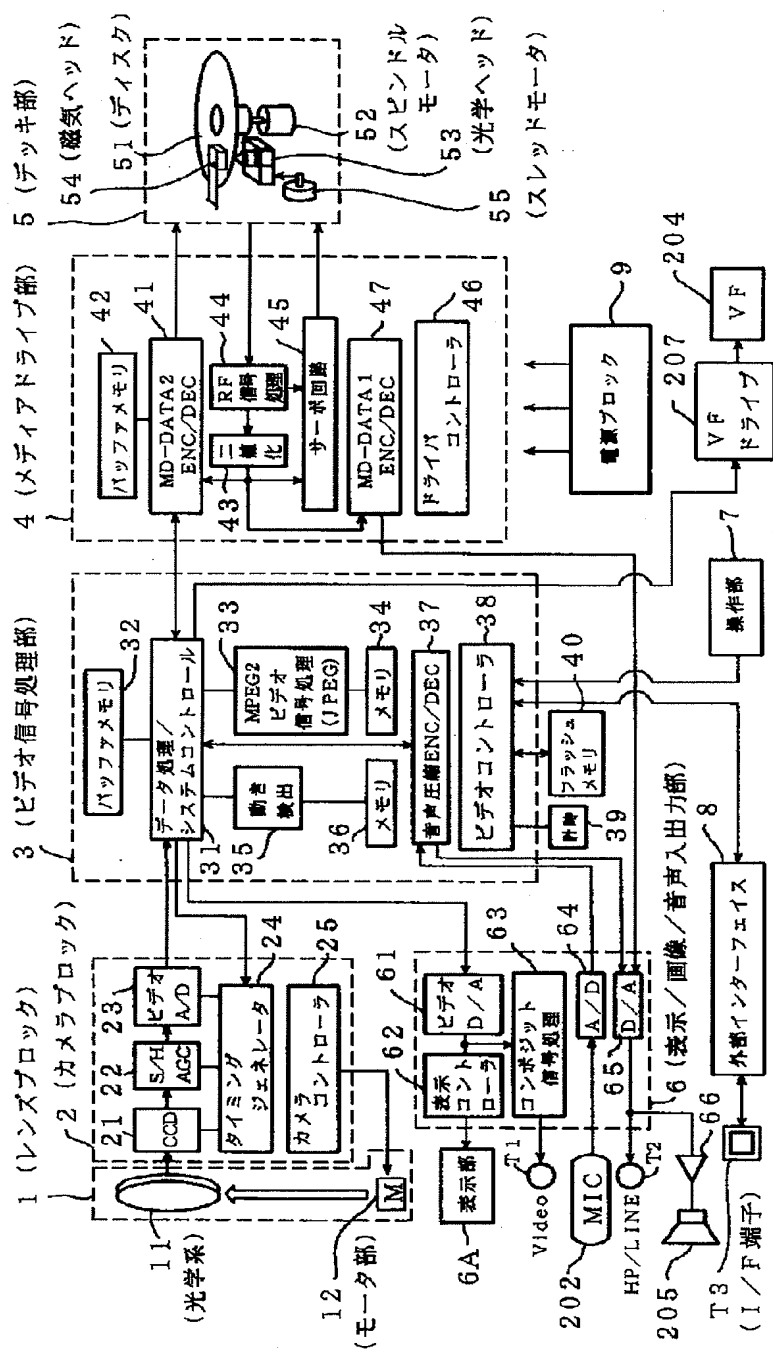 1 (レンズブロック)
2 (カメラブロック)
11
(光学系)
12
(モータ部)
M
21
CCD
22
S/H
AGC
23
ビデオ
A/D
24
タイミング
ジェネレータ
25
カメラ
コントローラ
3 (ビデオ信号処理部)
32
バッファメモリ
データ処理/
システムコントロール
31
33
MPEG2
ビデオ
信号処理
(JPEG)
34
メモリ
35
動き
検出
36
メモリ
37
音声圧縮ENC/DEC
38
ビデオコントローラ
39
計時
40
フラッシュ
メモリ
4 (メディアドライブ部)
42
バッファメモリ
41
MD-DATA2
ENC/DEC
44
RF
信号
処理
43
二値
化
45
サーボ回路
47
MD-DATA1
ENC/DEC
46
ドライバ
コントローラ
5 (デッキ部)
54 (磁気ヘッド)
51 (ディスク)
52
(スピンドル
モータ)
53
(光学ヘッド)
55
(スレッドモータ)
6 (表示/画像/音声入出力部)
61
ビデオ
D/A
62
表示
コント
ローラ
63
コンポジット
信号処理
64
A/D
65
D/A
6A
表示部
T1
Video
202
MIC
T2
HP/LINE
205
66
T3
(I/F端子)
8
外部インターフェイス
7
操作部
9
電源ブロック
207
VF
ドライブ
204
VF